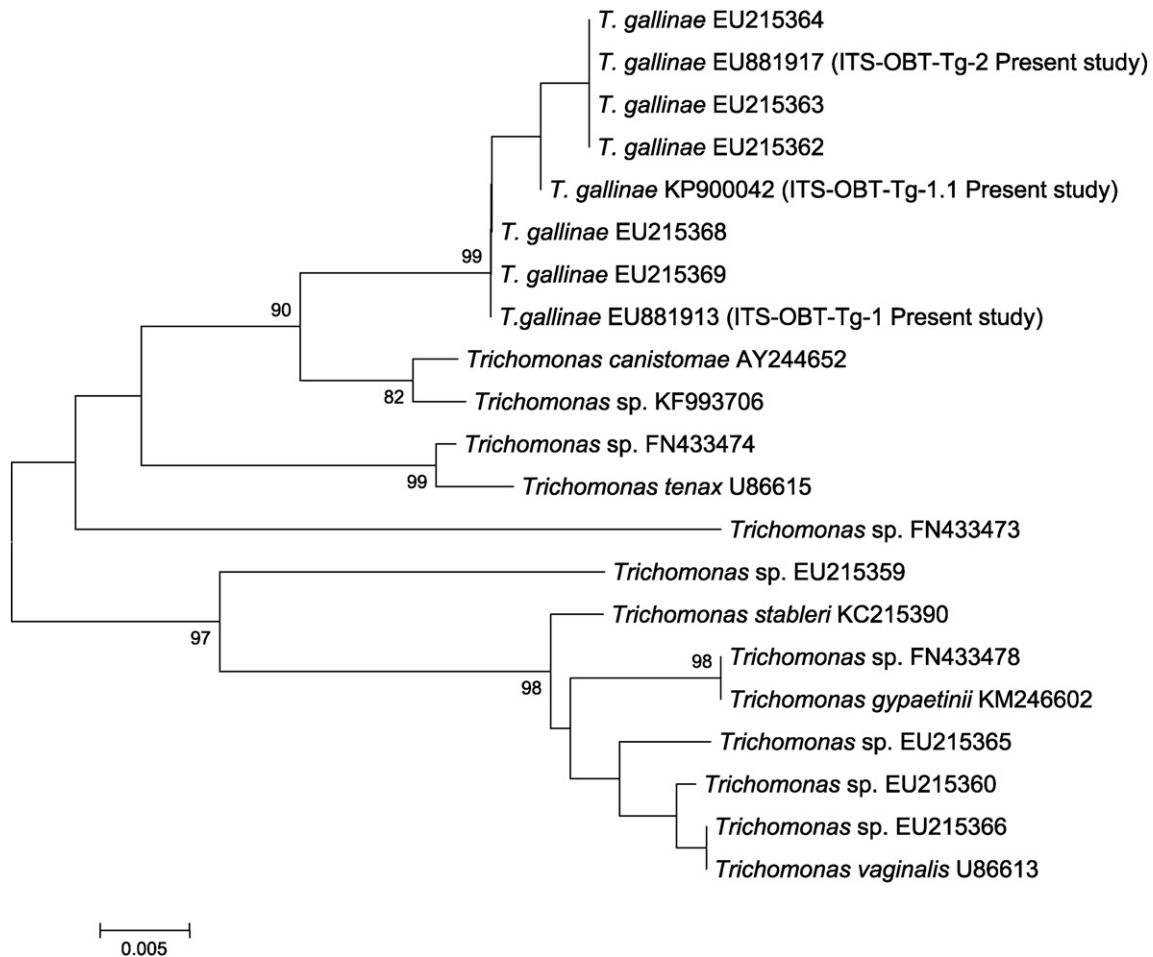 T. gallinae EU215364
T. gallinae EU881917 (ITS-OBT-Tg-2 Present study)
T. gallinae EU215363
T. gallinae EU215362
T. gallinae KP900042 (ITS-OBT-Tg-1.1 Present study)
T. gallinae EU215368
99
T. gallinae EU215369
T.gallinae EU881913 (ITS-OBT-Tg-1 Present study)
90
Trichomonas canistomae AY244652
82
Trichomonas sp. KF993706
Trichomonas sp. FN433474
99
Trichomonas tenax U86615
Trichomonas sp. FN433473
Trichomonas sp. EU215359
Trichomonas stableri KC215390
97
98
Trichomonas sp. FN433478
98
Trichomonas gypaetinii KM246602
Trichomonas sp. EU215365
Trichomonas sp. EU215360
Trichomonas sp. EU215366
Trichomonas vaginalis U86613
0.005